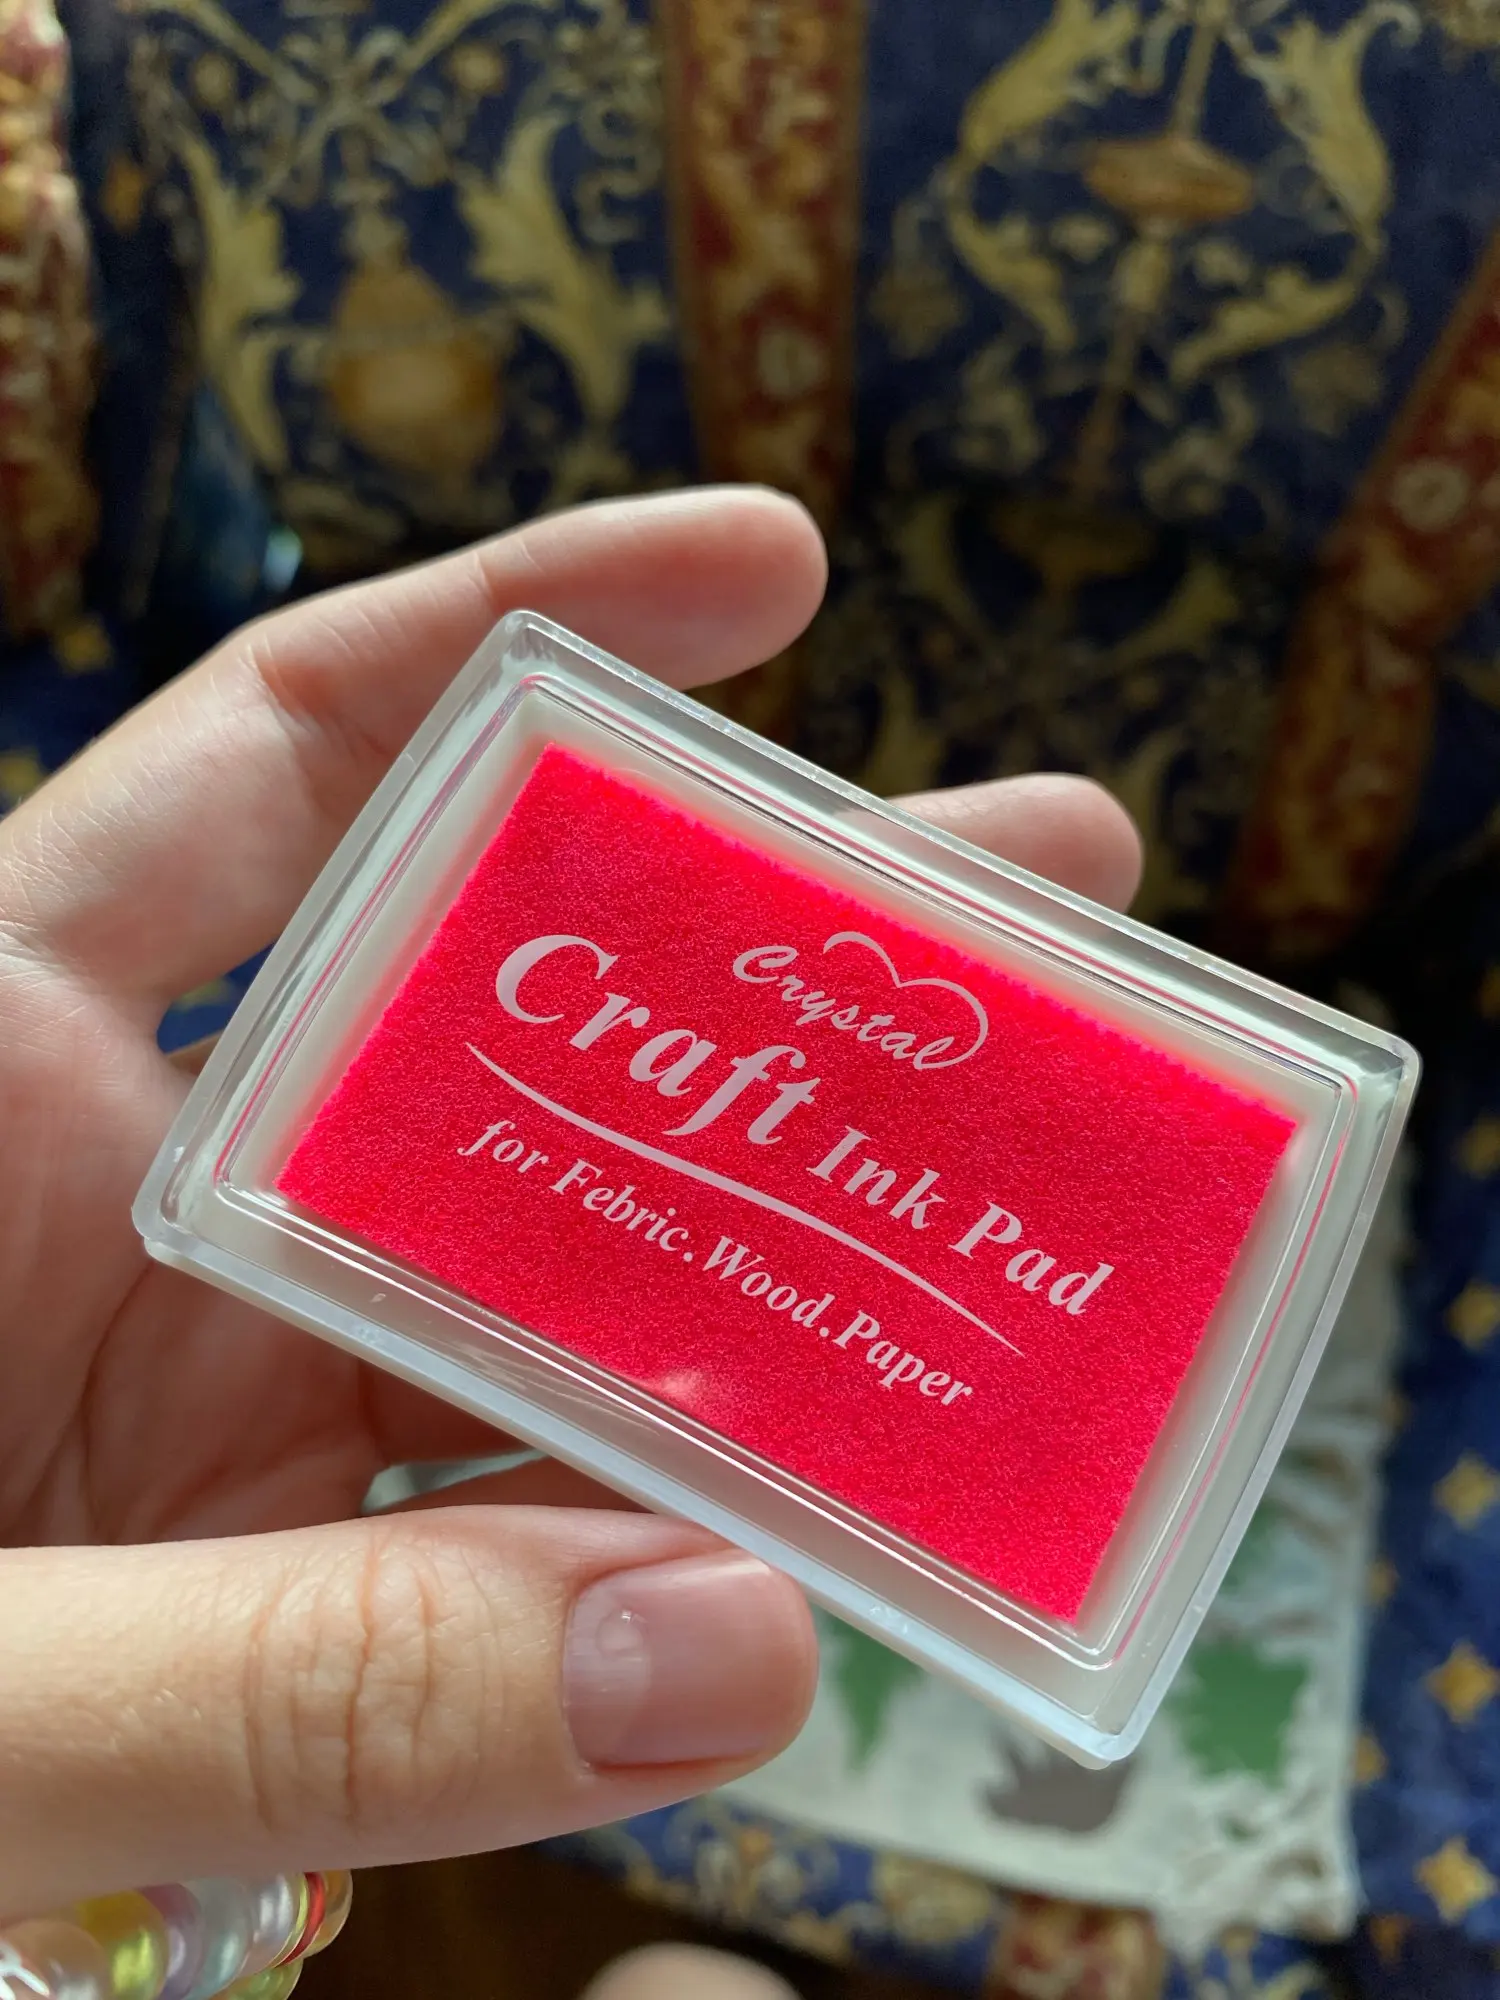 Crystal
Craft Ink Pad
for Febric.Wood.Paper